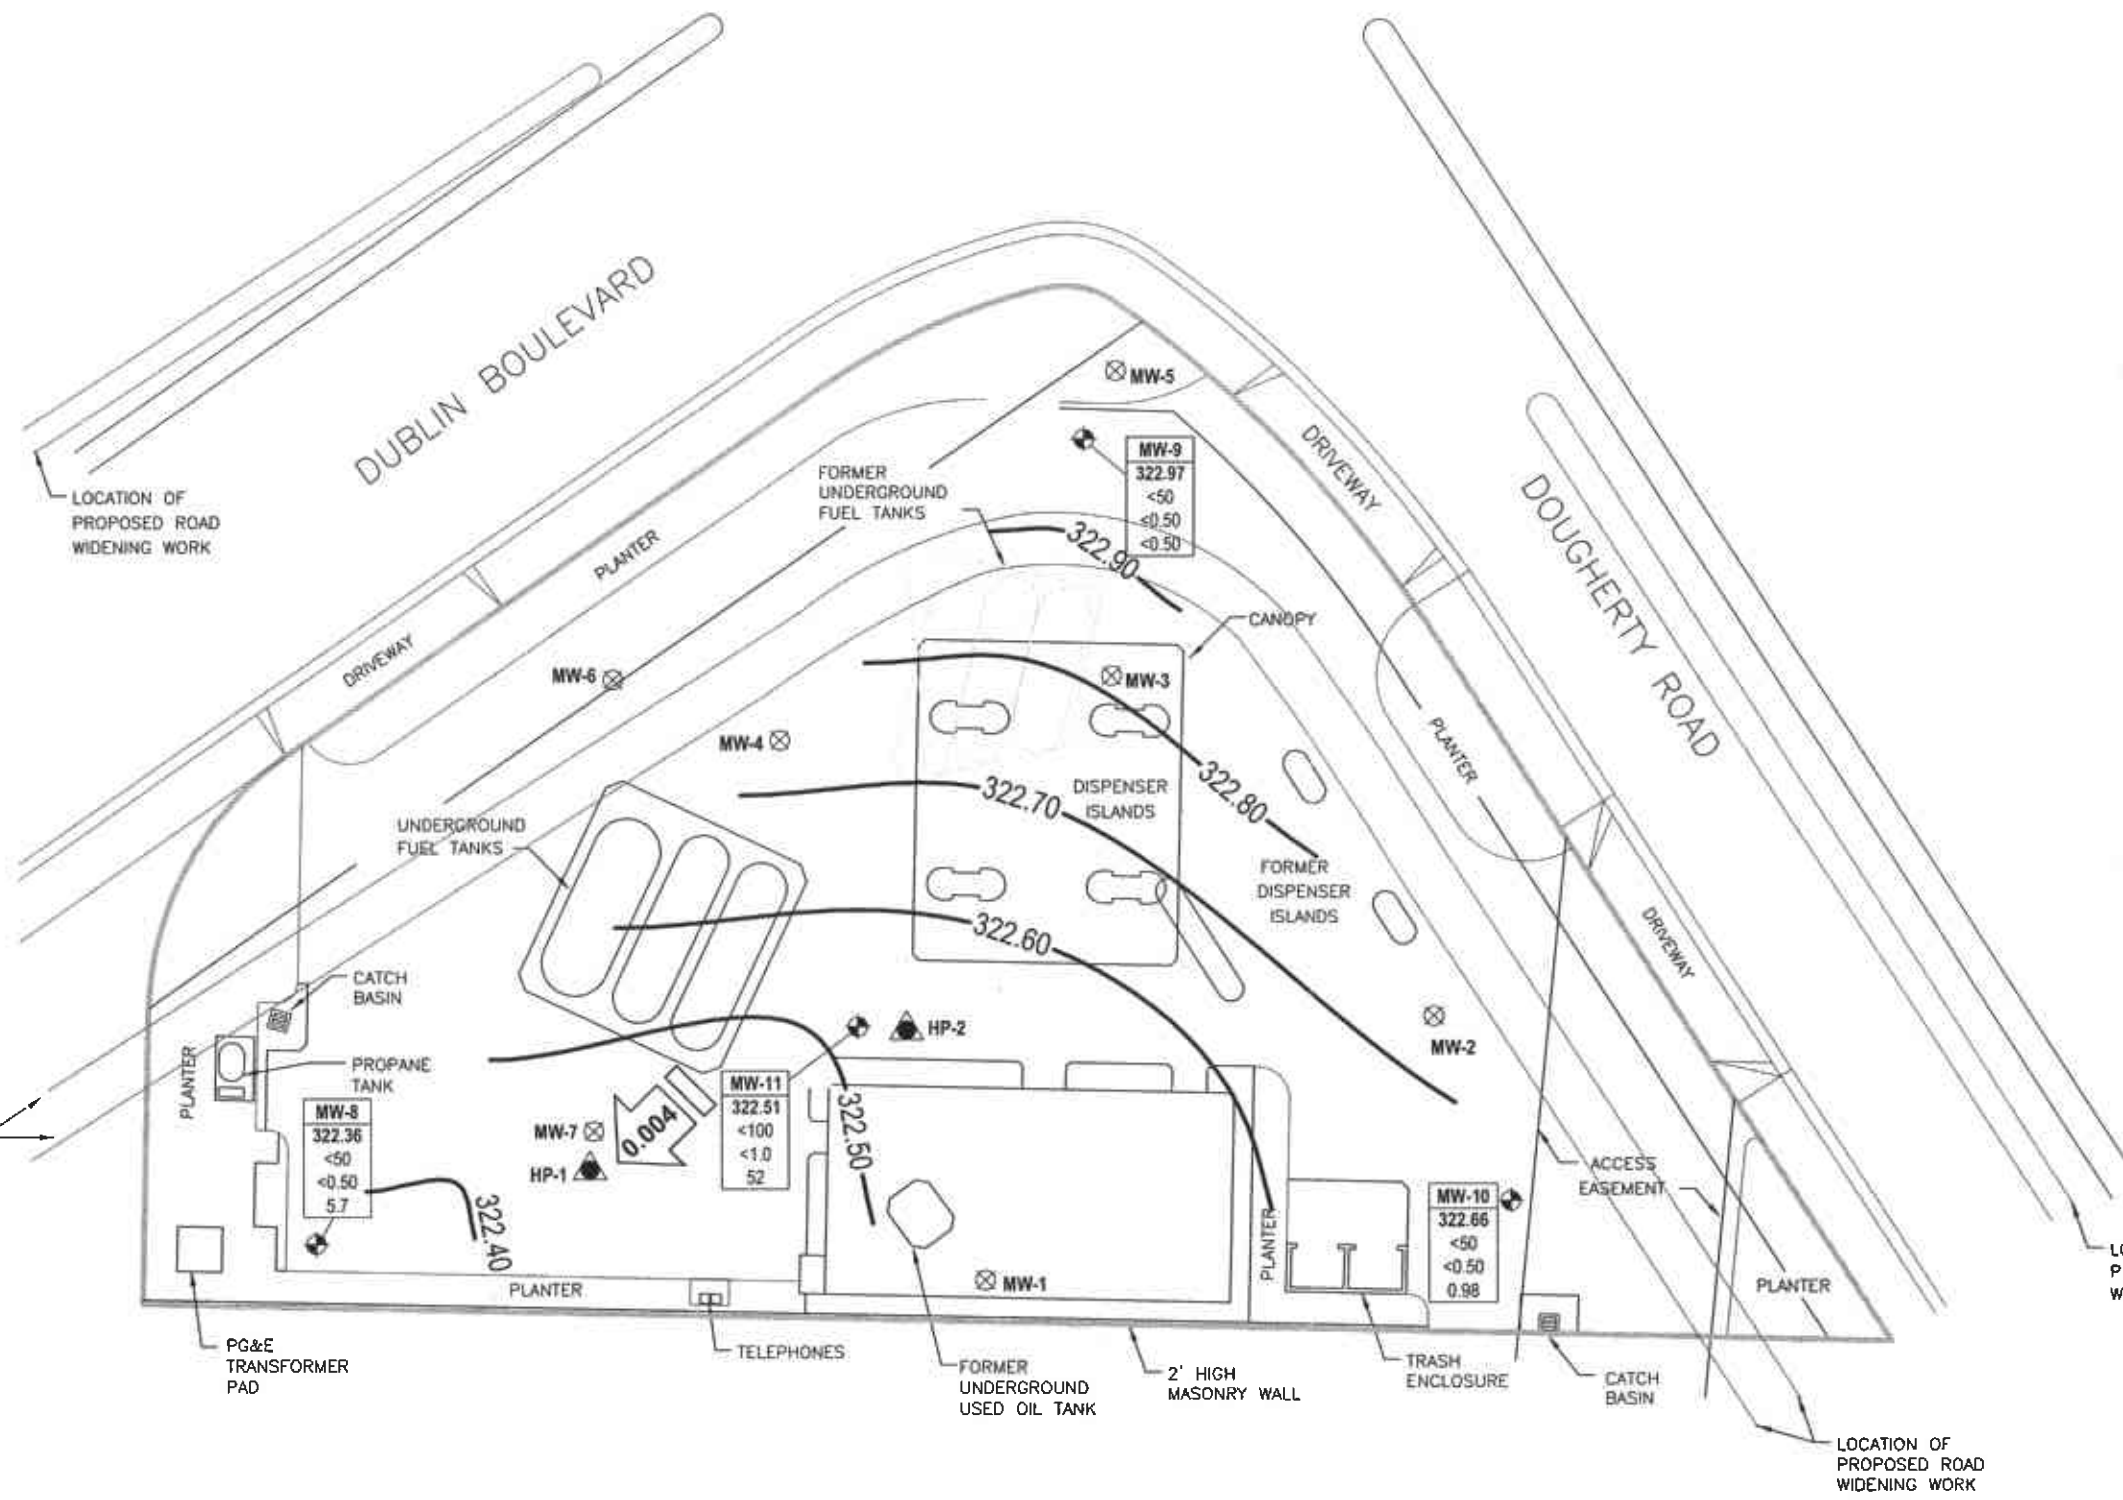 DUBLIN BOULEVARD
LOCATION OF
PROPOSED ROAD
WIDENING WORK
MW-5
DRIVEWAY
DOUGHERTY ROAD
MW-9
322.97
<50
<0.50
<0.50
FORMER
UNDERGROUND
FUEL TANKS
PLANTER
322.90
CANOPY
DRIVEWAY
MW-6
MW-3
PLANTER
MW-4
322.70
DISPENSER
ISLANDS
322.80
UNDERGROUND
FUEL TANKS
FORMER
DISPENSER
ISLANDS
322.60
DRIVEWAY
CATCH
BASIN
HP-2
MW-2
PLANTER
PROPANE
TANK
MW-8
322.36
<50
<0.50
5.7
MW-7
HP-1
0.004
MW-11
322.51
<100
<1.0
52
322.50
322.40
ACCESS
EASEMENT
MW-10
322.66
<50
<0.50
0.98
PLANTER
PLANTER
MW-1
PLANTER
PG&E
TRANSFORMER
PAD
TELEPHONES
FORMER
UNDERGROUND
USED OIL TANK
2' HIGH
MASONRY WALL
TRASH
ENCLOSURE
CATCH
BASIN
LOCATION OF
PROPOSED ROAD
WIDENING WORK